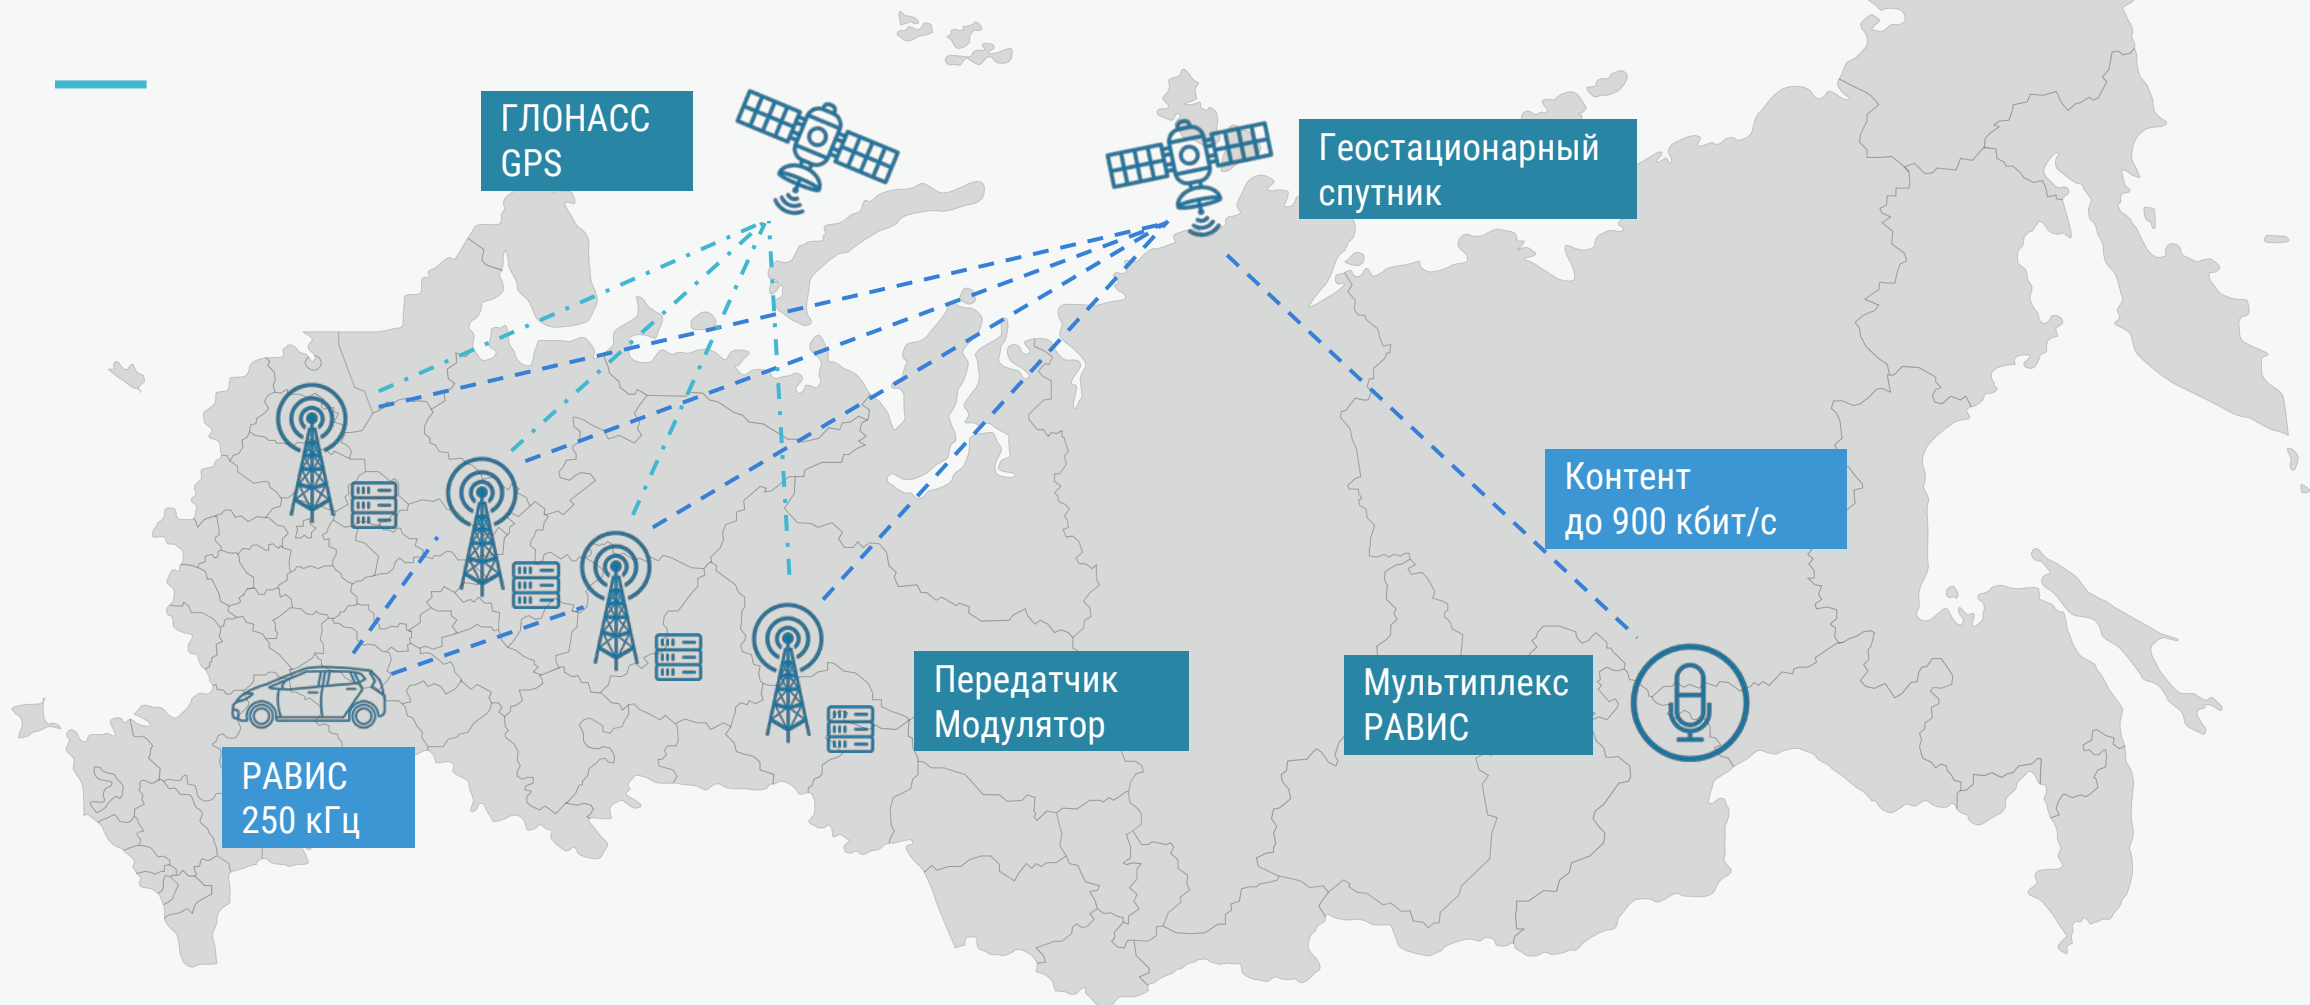 ГЛОНАСС
GPS
Геостационарный
спутник
Контент
до 900 кбит/с
Передатчик
Модулятор
Мультиплекс
РАВИС
РАВИС
250 кГц